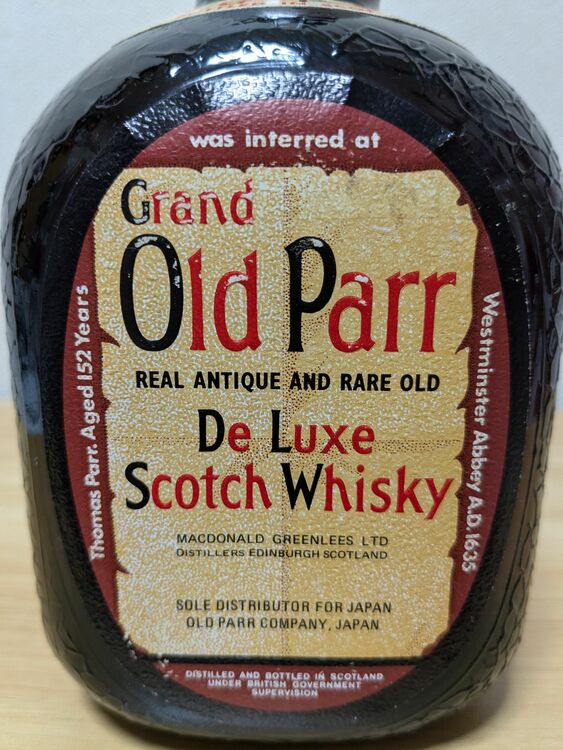 Thomas Parr. Aged 152 Years
was interred at
Westminster Abbey A.D. 1635
Grand
Old Parr
REAL ANTIQUE AND RARE OLD
De Luxe
Scotch Whisky
MACDONALD GREENLEES LTD
DISTILLERS EDINBURGH SCOTLAND
SOLE DISTRIBUTOR FOR JAPAN
OLD PARR COMPANY, JAPAN
DISTILLED AND BOTTLED IN SCOTLAND
UNDER BRITISH GOVERNMENT
SUPERVISION